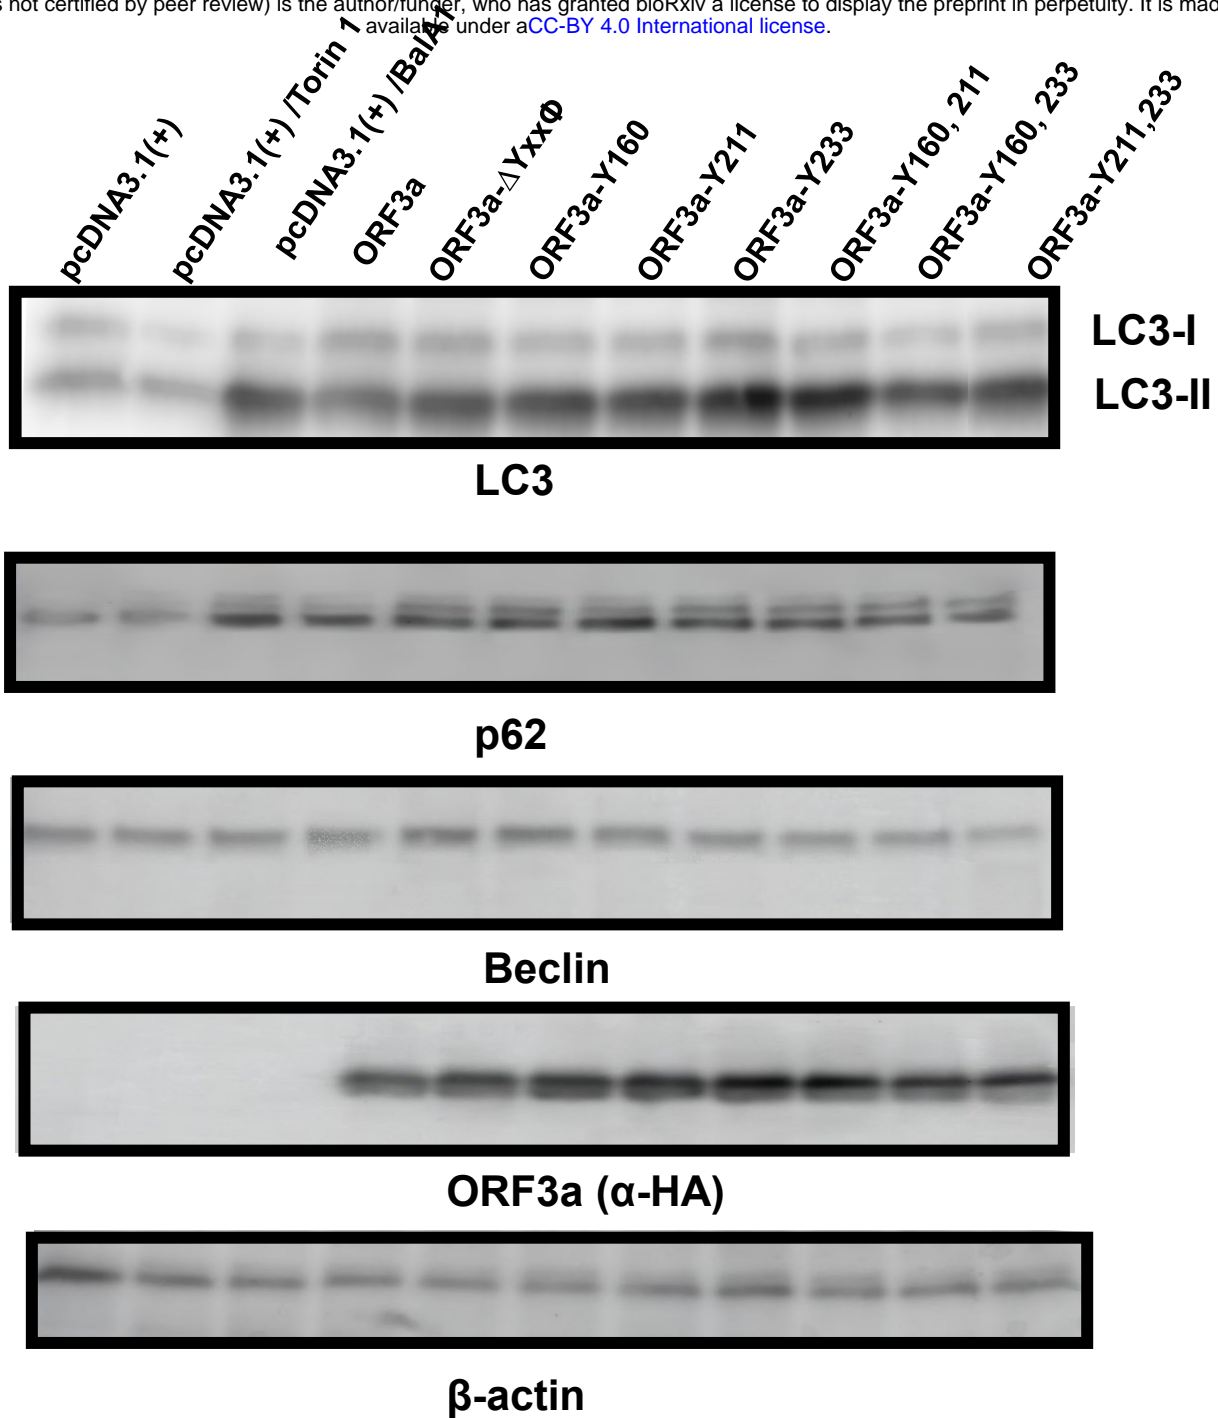 s not certified by peer review) is the author/funder, who has granted bioRxiv a license to display the preprint in perpetuity. It is mad
available under aCC-BY 4.0 International license.
pcDNA3.1(+)
pcDNA3.1(+) /Torin 1
pcDNA3.1(+) /BalA1
ORF3a
ORF3a-ΔYxxΦ
ORF3a-Y160
ORF3a-Y211
ORF3a-Y233
ORF3a-Y160, 211
ORF3a-Y160, 233
ORF3a-Y211,233
LC3-I
LC3-II
LC3
p62
Beclin
ORF3a (α-HA)
β-actin